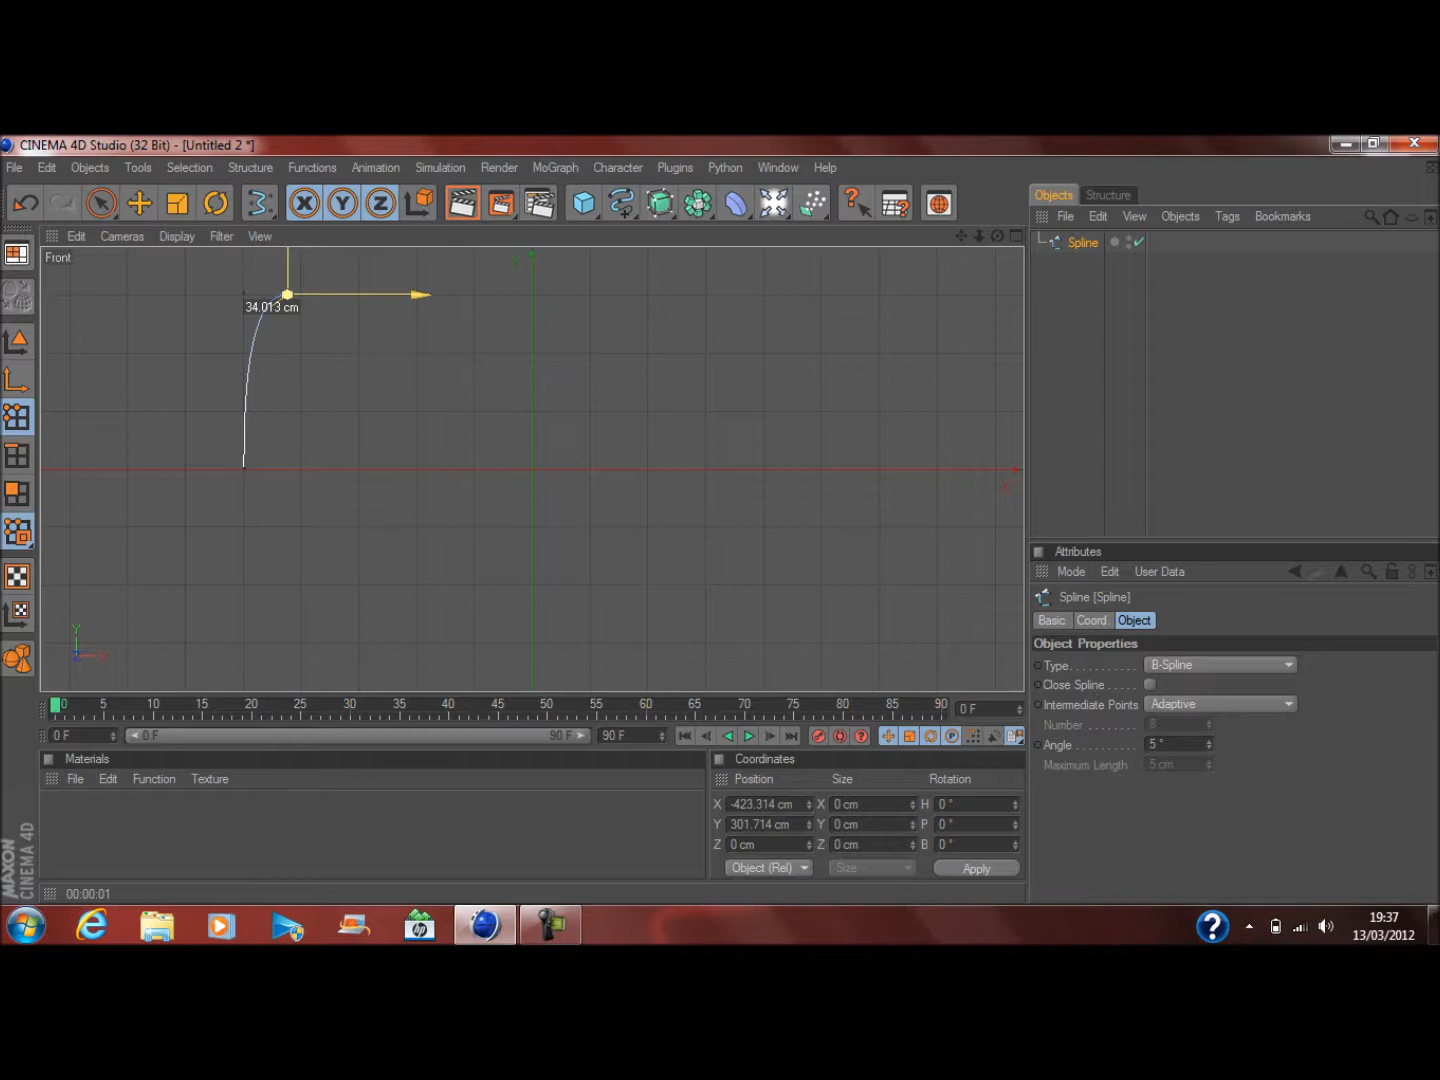 CINEMA 4D Studio (32 Bit) - [Untitled 2 *]
File Edit Objects Tools Selection Structure Functions Animation Simulation Render MoGraph Character Plugins Python Window Help
Objects Structure
File Edit View Objects Tags Bookmarks
Edit Cameras Display Filter View
Spline
Front
Y
34.013 cm
X
Y
X
Z
Attributes
Mode Edit User Data
Spline [Spline]
Basic Coord. Object
Object Properties
Type B-Spline
Close Spline
Intermediate Points Adaptive
Number 8
Angle 5 °
Maximum Length 5 cm
0 5 10 15 20 25 30 35 40 45 50 55 60 65 70 75 80 85 90 0 F
0 F 0 F 90 F 90 F
Materials
File Edit Function Texture
Coordinates
Position Size Rotation
X -423.314 cm X 0 cm H 0 °
Y 301.714 cm Y 0 cm P 0 °
Z 0 cm Z 0 cm B 0 °
Object (Rel) Size Apply
MAXON
CINEMA 4D
00:00:01
19:37
13/03/2012